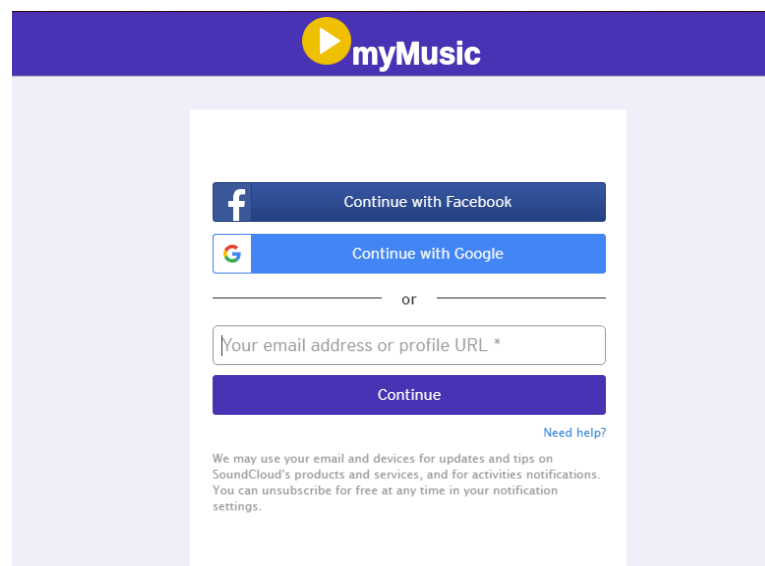 myMusic
Continue with Facebook
Continue with Google
or
Your email address or profile URL *
Continue
Need help?
We may use your email and devices for updates and tips on
SoundCloud's products and services, and for activities notifications.
You can unsubscribe for free at any time in your notification
settings.